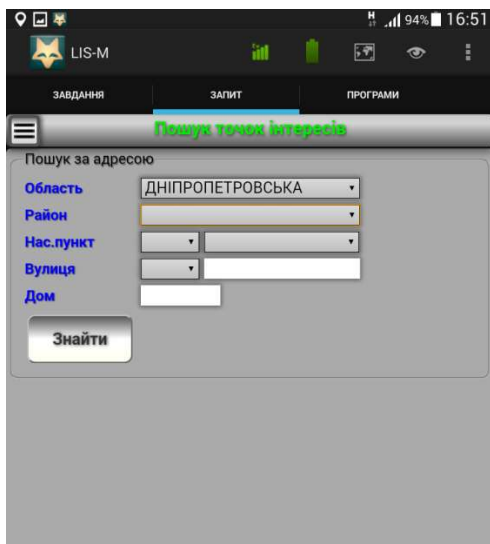 H 94% 16:51
LIS-M
ЗАВДАННЯ ЗАПИТ ПРОГРАМИ
Пошук точок інтересів
Пошук за адресою
Область ДНІПРОПЕТРОВСЬКА
Район
Нас.пункт
Вулиця
Дом
Знайти